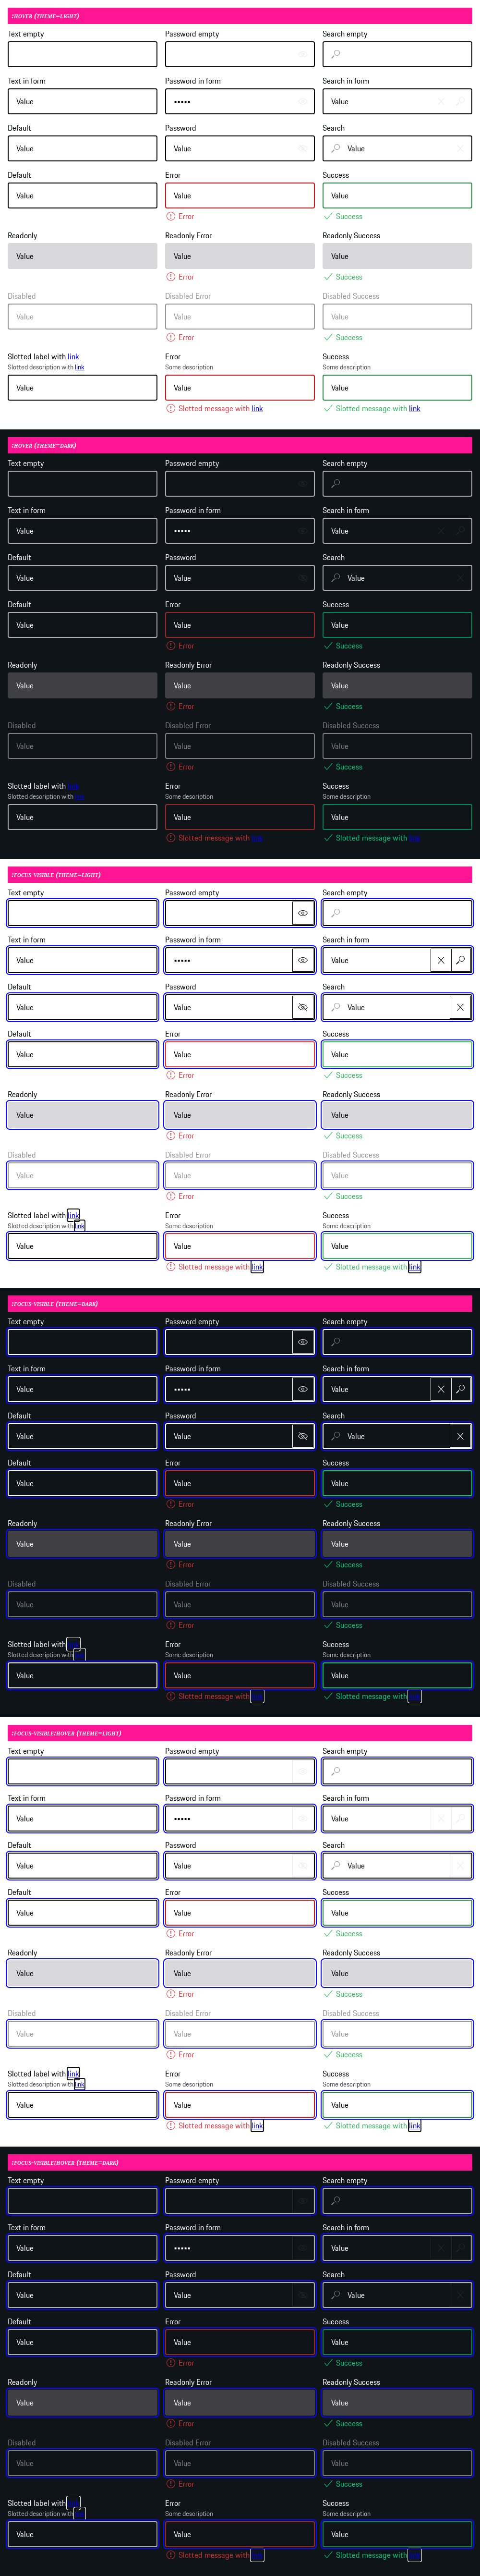 :HOVER (THEME=LIGHT)
Text empty Password empty Search empty
Text in form Password in form Search in form
Value ••••• Value
Default Password Search
Value Value Value
Default Error Success
Value Value Value
Error Success
Readonly Readonly Error Readonly Success
Value Value Value
Error Success
Disabled Disabled Error Disabled Success
Value Value Value
Error Success
Slotted label with link Error Success
Slotted description with link Some description Some description
Value Value Value
Slotted message with link Slotted message with link
:HOVER (THEME=DARK)
Text empty Password empty Search empty
Text in form Password in form Search in form
Value ••••• Value
Default Password Search
Value Value Value
Default Error Success
Value Value Value
Error Success
Readonly Readonly Error Readonly Success
Value Value Value
Error Success
Disabled Disabled Error Disabled Success
Value Value Value
Error Success
Slotted label with link Error Success
Slotted description with Some description Some description
Value Value Value
Slotted message with link Slotted message with
:FOCUS-VISIBLE (THEME=LIGHT)
Text empty Password empty Search empty
Text in form Password in form Search in form
Value ••••• Value
Default Password Search
Value Value Value
Default Error Success
Value Value Value
Error Success
Readonly Readonly Error Readonly Success
Value Value Value
Error Success
Disabled Disabled Error Disabled Success
Value Value Value
Error Success
Slotted label with link Error Success
Slotted description with link Some description Some description
Value Value Value
Slotted message with link Slotted message with link
:FOCUS-VISIBLE (THEME=DARK)
Text empty Password empty Search empty
Text in form Password in form Search in form
Value ••••• Value
Default Password Search
Value Value Value
Default Error Success
Value Value Value
Error Success
Readonly Readonly Error Readonly Success
Value Value Value
Error Success
Disabled Disabled Error Disabled Success
Value Value Value
Error Success
Slotted label with Error Success
Slotted description with Some description Some description
Value Value Value
Slotted message with Slotted message with
:FOCUS-VISIBLE:HOVER (THEME=LIGHT)
Text empty Password empty Search empty
Text in form Password in form Search in form
Value ••••• Value
Default Password Search
Value Value Value
Default Error Success
Value Value Value
Error Success
Readonly Readonly Error Readonly Success
Value Value Value
Error Success
Disabled Disabled Error Disabled Success
Value Value Value
Error Success
Slotted label with link Error Success
Slotted description with link Some description Some description
Value Value Value
Slotted message with link Slotted message with link
:FOCUS-VISIBLE:HOVER (THEME=DARK)
Text empty Password empty Search empty
Text in form Password in form Search in form
Value ••••• Value
Default Password Search
Value Value Value
Default Error Success
Value Value Value
Error Success
Readonly Readonly Error Readonly Success
Value Value Value
Error Success
Disabled Disabled Error Disabled Success
Value Value Value
Error Success
Slotted label with Error Success
Slotted description with Some description Some description
Value Value Value
Slotted message with Slotted message with